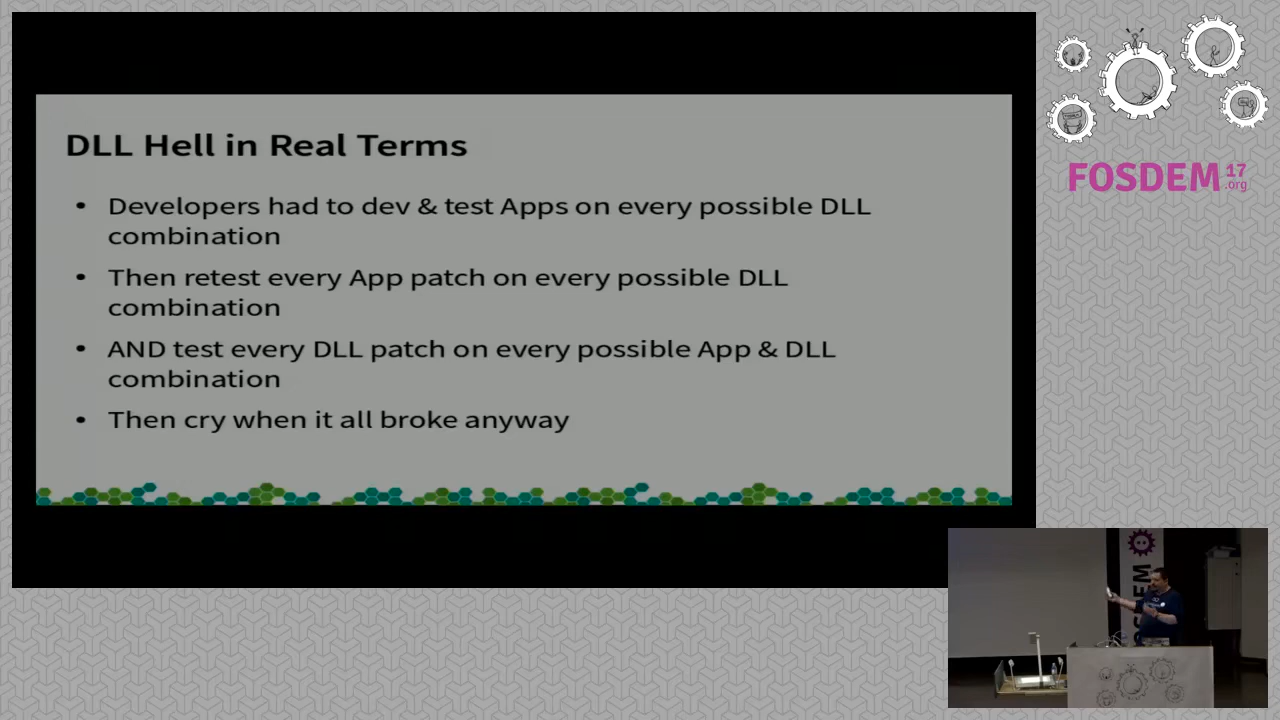 DLL Hell in Real Terms
• Developers had to dev & test Apps on every possible DLL
combination
• Then retest every App patch on every possible DLL
combination
• AND test every DLL patch on every possible App & DLL
combination
• Then cry when it all broke anyway
FOSDEM 17
.org